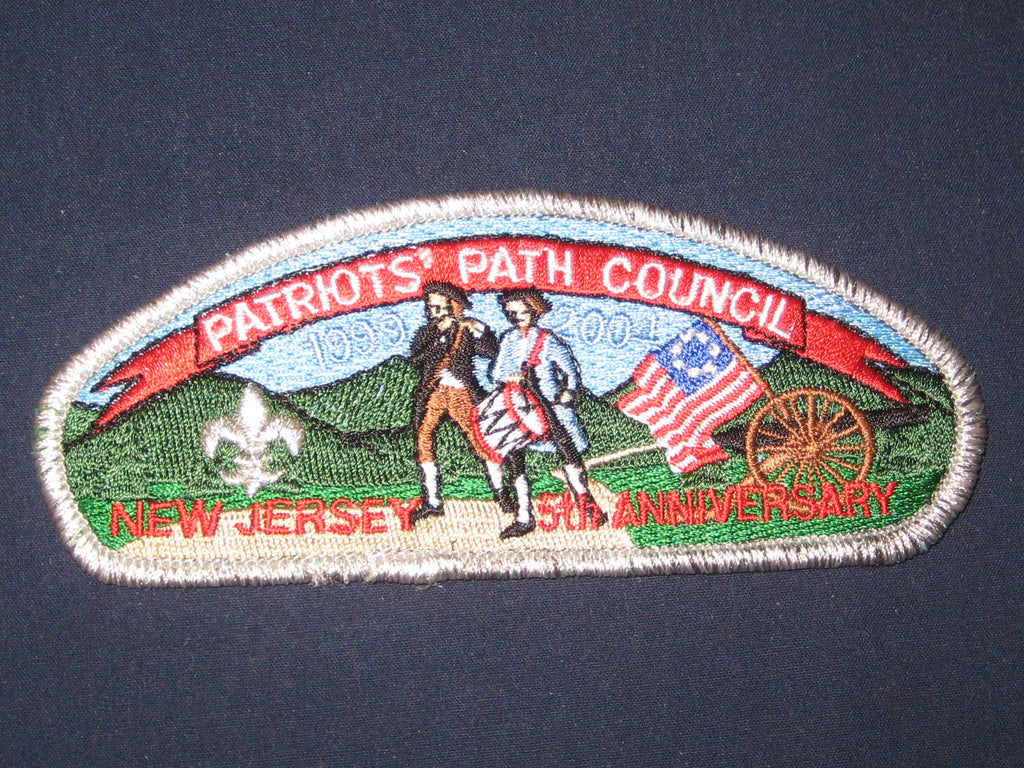 PATRIOTS' PATH COUNCIL
1999 2004
NEW JERSEY 5th ANNIVERSARY